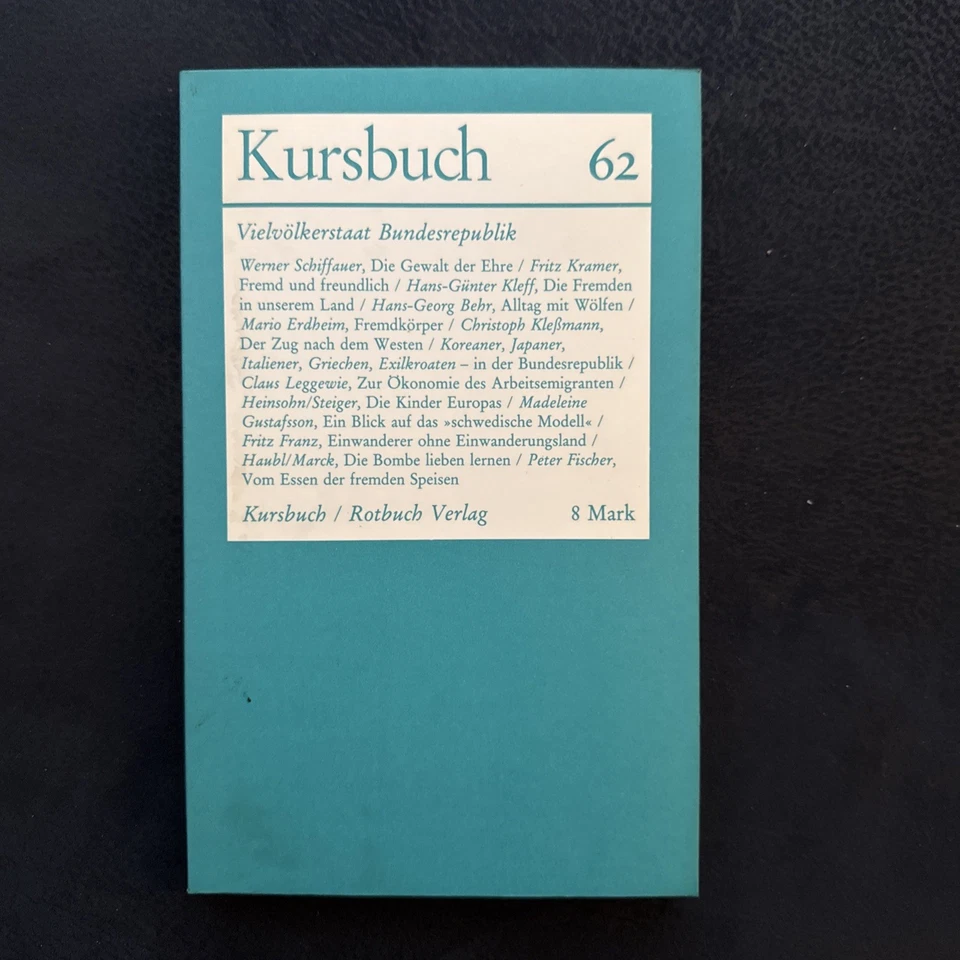 Kursbuch 62
Vielvölkerstaat Bundesrepublik
Werner Schiffauer, Die Gewalt der Ehre / Fritz Kramer,
Fremd und freundlich / Hans-Günter Kleff, Die Fremden
in unserem Land / Hans-Georg Behr, Alltag mit Wölfen /
Mario Erdheim, Fremdkörper / Christoph Kleßmann,
Der Zug nach dem Westen / Koreaner, Japaner,
Italiener, Griechen, Exilkroaten – in der Bundesrepublik /
Claus Leggewie, Zur Ökonomie des Arbeitsemigranten /
Heinsohn/Steiger, Die Kinder Europas / Madeleine
Gustafsson, Ein Blick auf das »schwedische Modell« /
Fritz Franz, Einwanderer ohne Einwanderungsland /
Haubl/Marck, Die Bombe lieben lernen / Peter Fischer,
Vom Essen der fremden Speisen
Kursbuch / Rotbuch Verlag 8 Mark